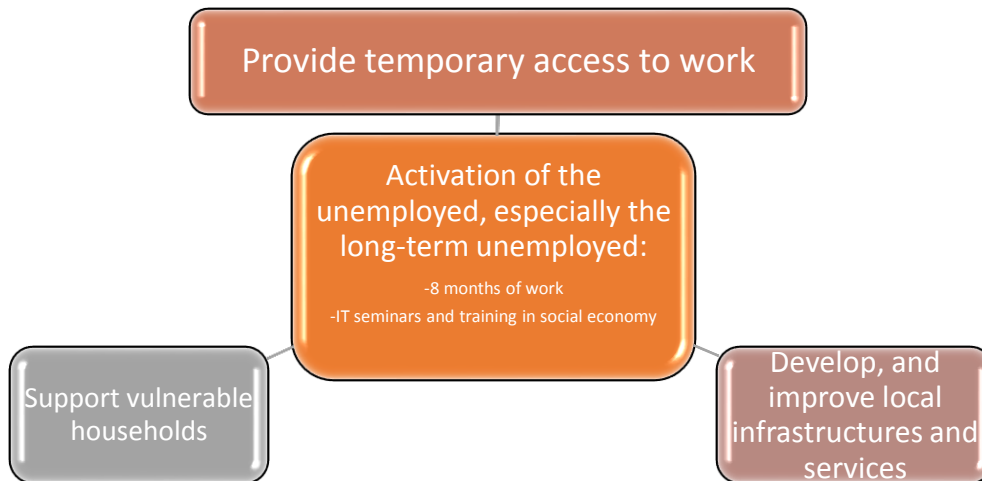 Provide temporary access to work
Activation of the
unemployed, especially the
long-term unemployed:
-8 months of work
-IT seminars and training in social economy
Support vulnerable
households
Develop, and
improve local
infrastructures and
services